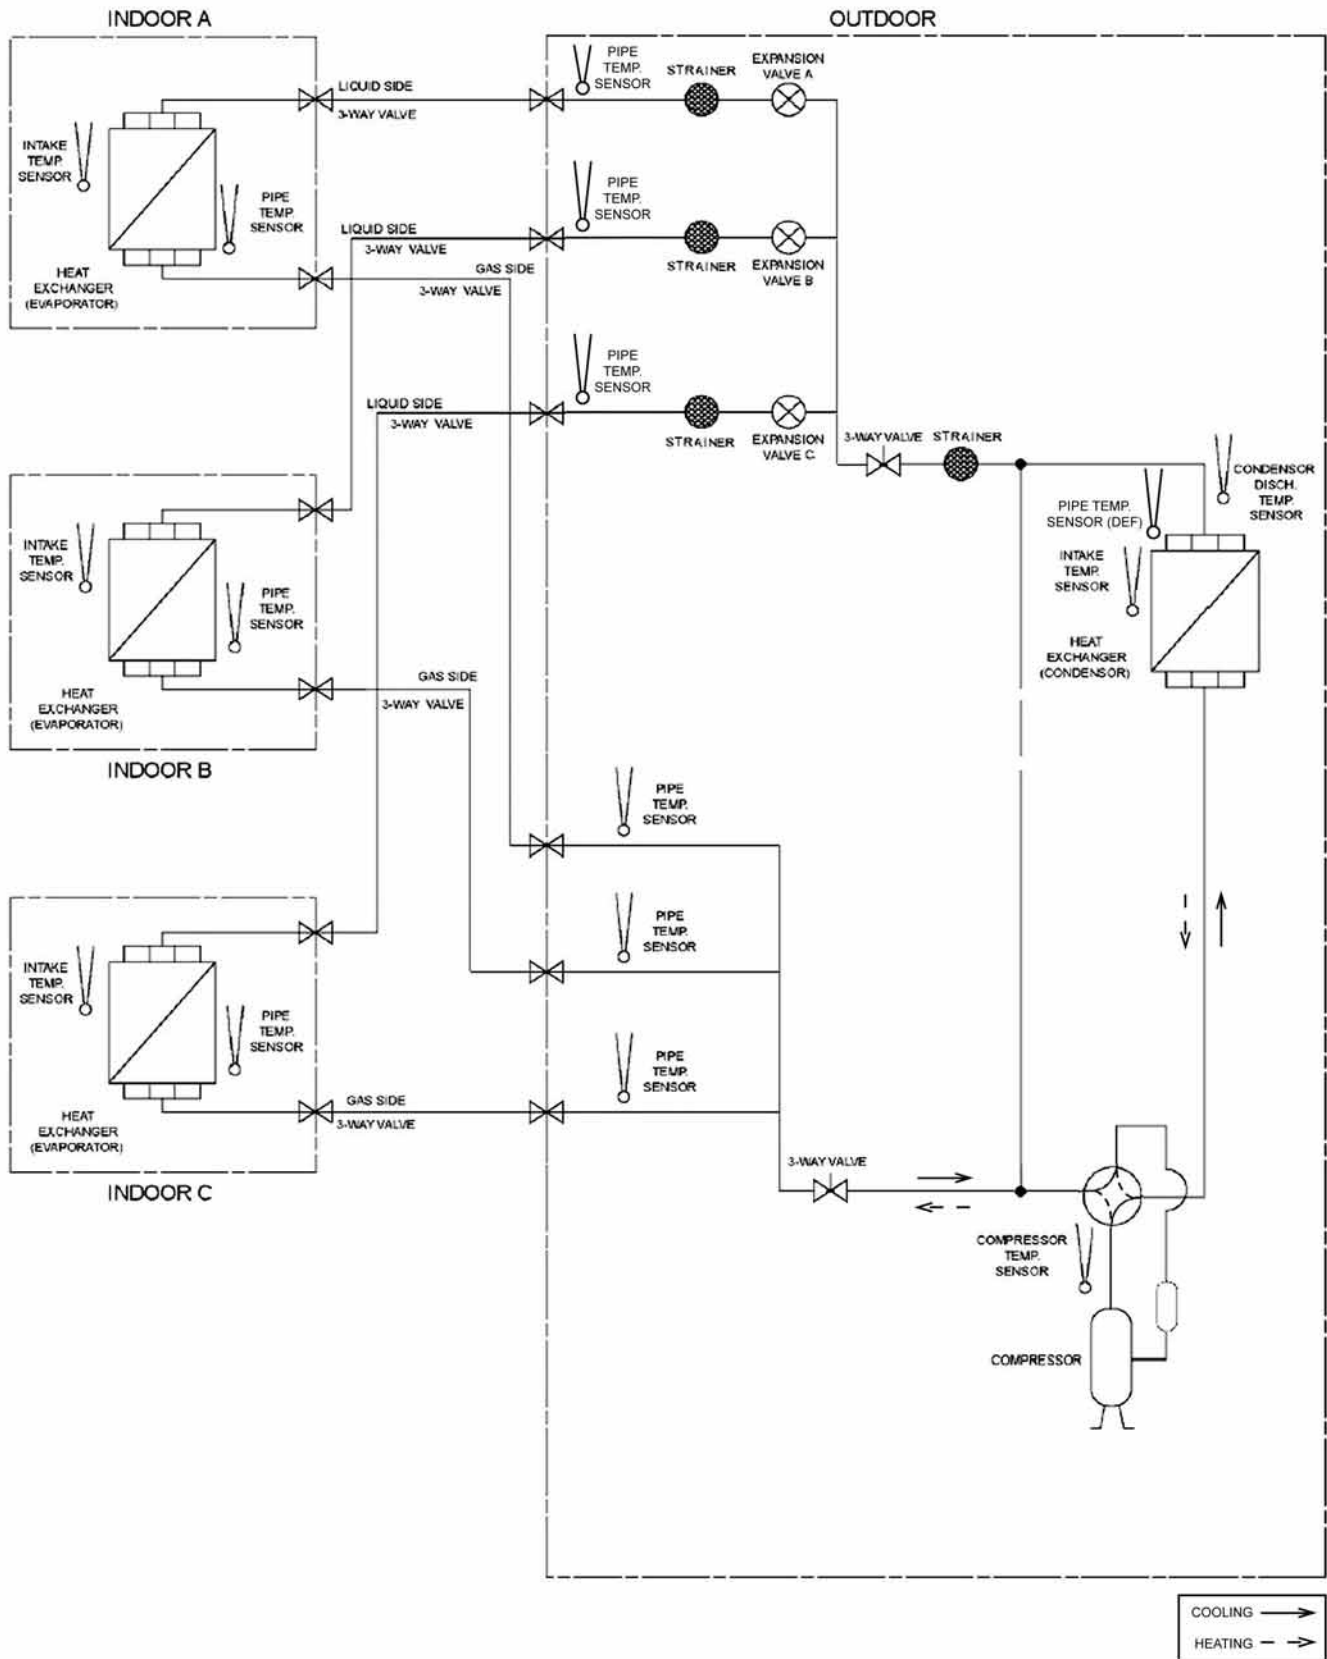 INDOOR A
OUTDOOR
PIPE
TEMP.
SENSOR
STRAINER
EXPANSION
VALVE A
LIQUID SIDE
3-WAY VALVE
INTAKE
TEMP.
SENSOR
PIPE
TEMP.
SENSOR
HEAT
EXCHANGER
(EVAPORATOR)
LIQUID SIDE
3-WAY VALVE
GAS SIDE
3-WAY VALVE
PIPE
TEMP.
SENSOR
STRAINER
EXPANSION
VALVE B
PIPE
TEMP.
SENSOR
LIQUID SIDE
3-WAY VALVE
STRAINER
EXPANSION
VALVE C
3-WAY VALVE
STRAINER
CONDENSOR
DISCH.
TEMP.
SENSOR
PIPE TEMP.
SENSOR (DEF)
INTAKE
TEMP.
SENSOR
HEAT
EXCHANGER
(CONDENSOR)
INTAKE
TEMP.
SENSOR
PIPE
TEMP.
SENSOR
HEAT
EXCHANGER
(EVAPORATOR)
GAS SIDE
3-WAY VALVE
INDOOR B
PIPE
TEMP.
SENSOR
PIPE
TEMP.
SENSOR
INTAKE
TEMP.
SENSOR
PIPE
TEMP.
SENSOR
HEAT
EXCHANGER
(EVAPORATOR)
GAS SIDE
3-WAY VALVE
PIPE
TEMP.
SENSOR
INDOOR C
3-WAY VALVE
COMPRESSOR
TEMP.
SENSOR
COMPRESSOR
COOLING
HEATING